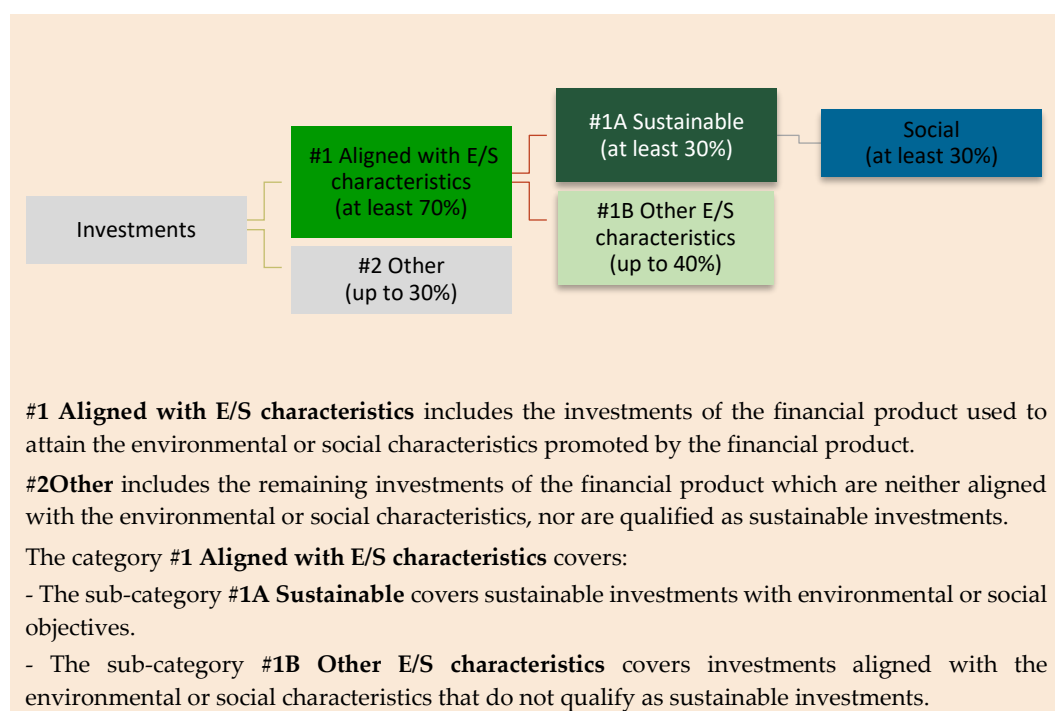 Investments
#1 Aligned with E/S
characteristics
(at least 70%)
#2 Other
(up to 30%)
#1A Sustainable
(at least 30%)
#1B Other E/S
characteristics
(up to 40%)
Social
(at least 30%)
#1 Aligned with E/S characteristics includes the investments of the financial product used to
attain the environmental or social characteristics promoted by the financial product.
#2Other includes the remaining investments of the financial product which are neither aligned
with the environmental or social characteristics, nor are qualified as sustainable investments.
The category #1 Aligned with E/S characteristics covers:
- The sub-category #1A Sustainable covers sustainable investments with environmental or social
objectives.
- The sub-category #1B Other E/S characteristics covers investments aligned with the
environmental or social characteristics that do not qualify as sustainable investments.